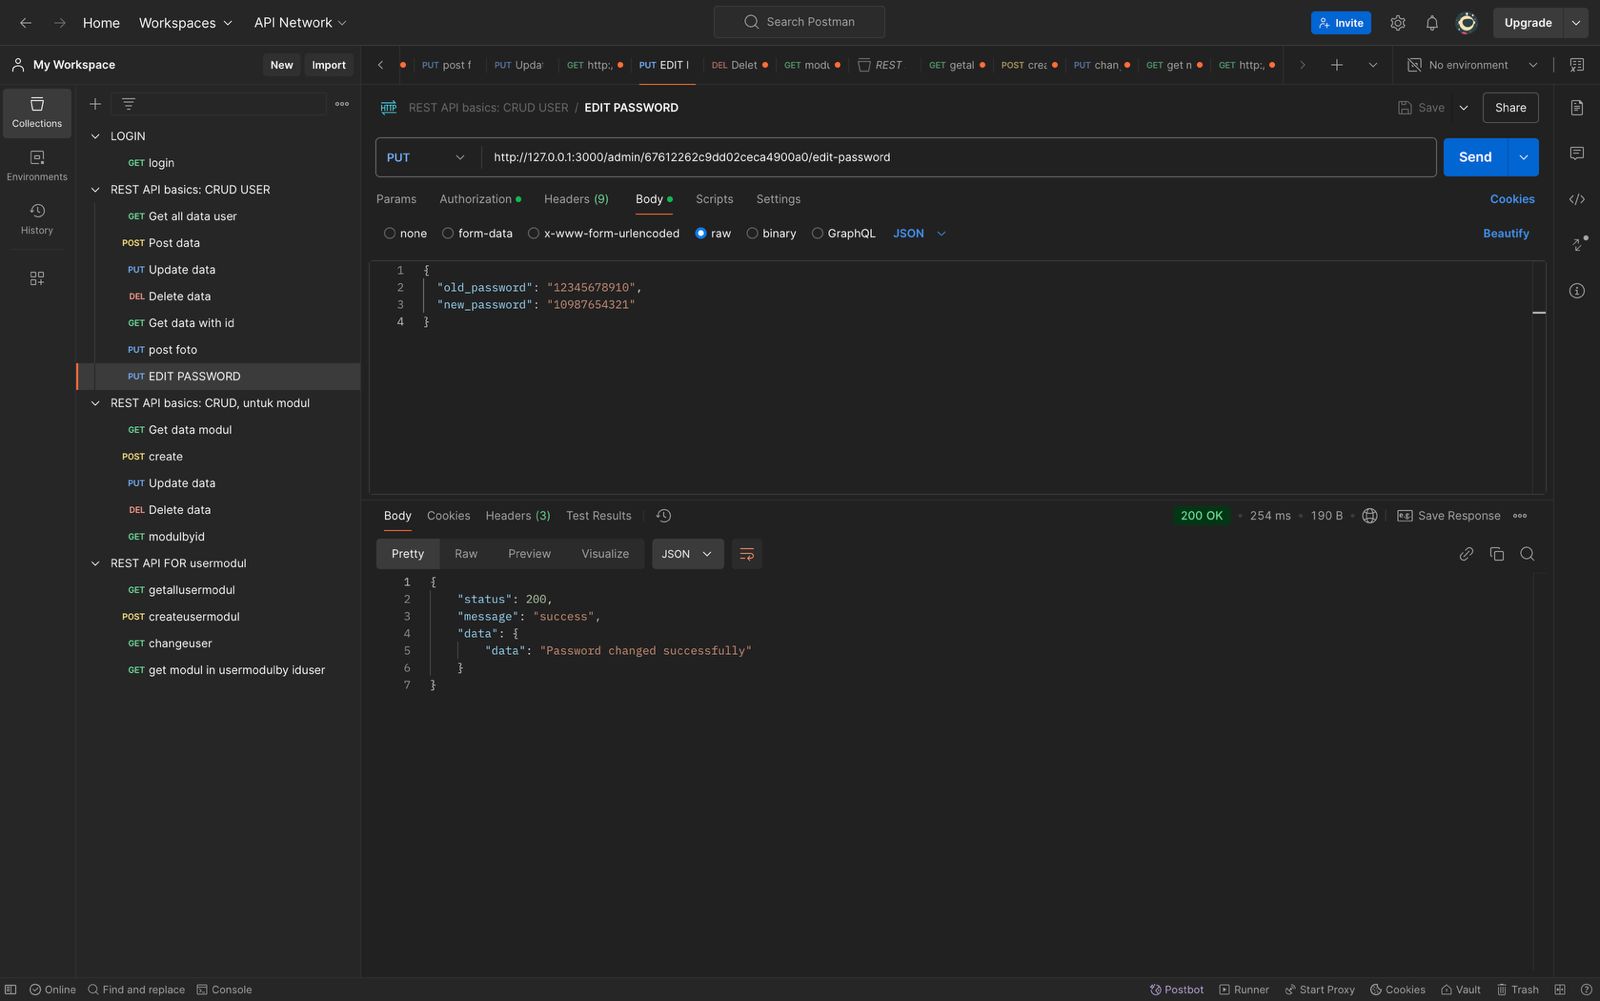 Home Workspaces API Network Search Postman Invite Upgrade
My Workspace New Import
PUT post f PUT Upda GET http:, PUT EDIT I DEL Delet GET modu REST GET getal POST crea PUT chan GET get n GET http:, No environment
Collections
Environments
History
LOGIN
GET login
REST API basics: CRUD USER
GET Get all data user
POST Post data
PUT Update data
DEL Delete data
GET Get data with id
PUT post foto
PUT EDIT PASSWORD
REST API basics: CRUD, untuk modul
GET Get data modul
POST create
PUT Update data
DEL Delete data
GET modulbyid
REST API FOR usermodul
GET getallusermodul
POST createusermodul
GET changeuser
GET get modul in usermodulby iduser
HTTP REST API basics: CRUD USER / EDIT PASSWORD Save Share
PUT http://127.0.0.1:3000/admin/67612262c9dd02ceca4900a0/edit-password Send
Params Authorization Headers (9) Body Scripts Settings Cookies
none form-data x-www-form-urlencoded raw binary GraphQL JSON Beautify
1 {
2 "old_password": "12345678910",
3 "new_password": "10987654321"
4 }
Body Cookies Headers (3) Test Results 200 OK • 254 ms • 190 B e.g. Save Response
Pretty Raw Preview Visualize JSON
1 {
2 "status": 200,
3 "message": "success",
4 "data": {
5 "data": "Password changed successfully"
6 }
7 }
Online Find and replace Console Postbot Runner Start Proxy Cookies Vault Trash